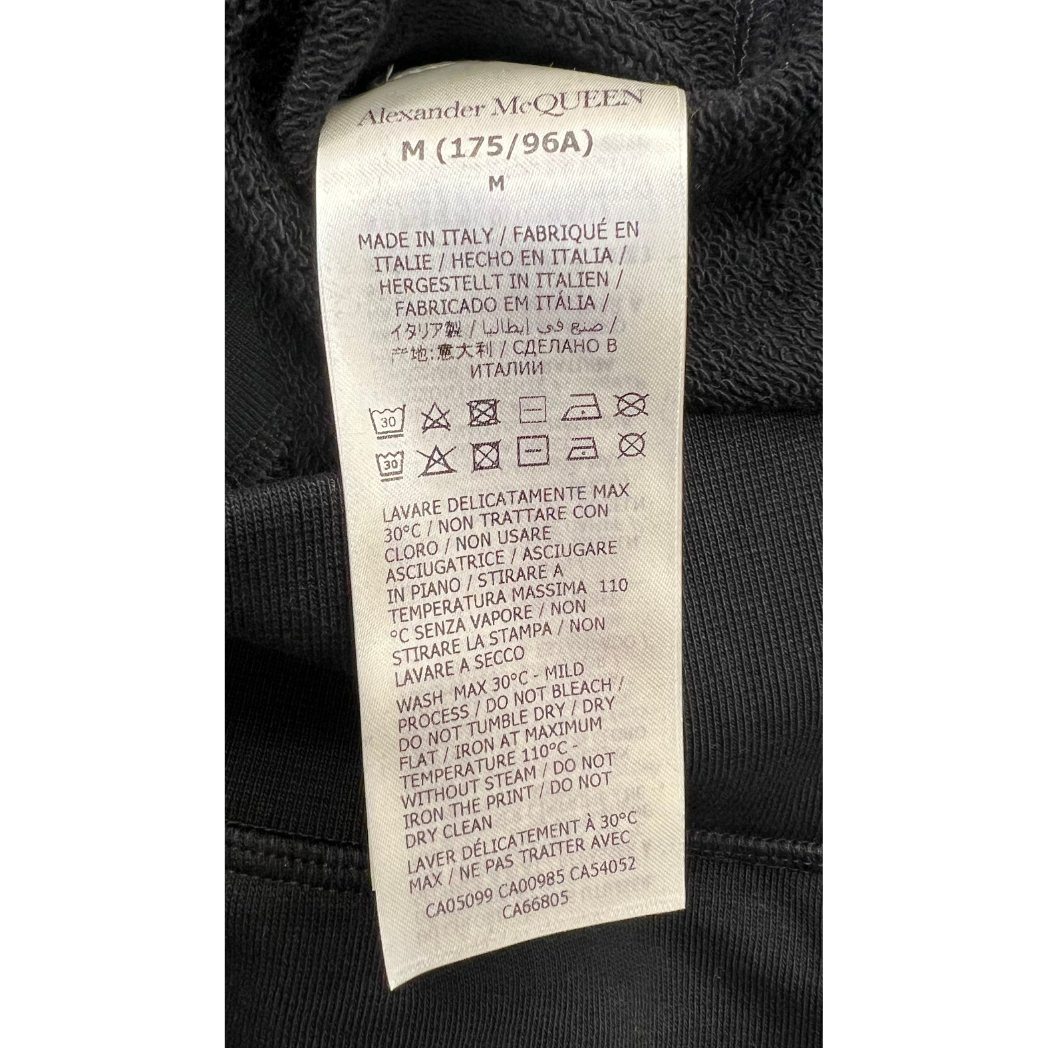 Alexander McQUEEN
M (175/96A)
M
MADE IN ITALY / FABRIQUÉ EN
ITALIE / HECHO EN ITALIA /
HERGESTELLT IN ITALIEN /
FABRICADO EM ITÁLIA /
イタリア製 / صنع في إيطاليا /
产地:意大利 / СДЕЛАНО В
ИТАЛИИ
30
30
LAVARE DELICATAMENTE MAX
30°C / NON TRATTARE CON
CLORO / NON USARE
ASCIUGATRICE / ASCIUGARE
IN PIANO / STIRARE A
TEMPERATURA MASSIMA 110
°C SENZA VAPORE / NON
STIRARE LA STAMPA / NON
LAVARE A SECCO
WASH MAX 30°C - MILD
PROCESS / DO NOT BLEACH /
DO NOT TUMBLE DRY / DRY
FLAT / IRON AT MAXIMUM
TEMPERATURE 110°C -
WITHOUT STEAM / DO NOT
IRON THE PRINT / DO NOT
DRY CLEAN
LAVER DÉLICATEMENT À 30°C
MAX / NE PAS TRAITER AVEC
CA05099 CA00985 CA54052
CA66805